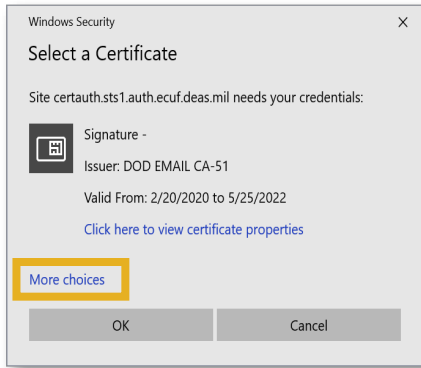 Windows Security
Select a Certificate
Site certauth.sts1.auth.ecuf.deas.mil needs your credentials:
Signature -
Issuer: DOD EMAIL CA-51
Valid From: 2/20/2020 to 5/25/2022
Click here to view certificate properties
More choices
OK Cancel